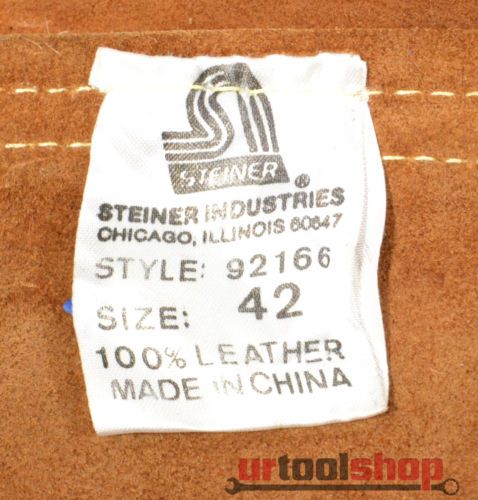 STEINER
®
STEINER INDUSTRIES
CHICAGO, ILLINOIS 60647
STYLE: 92166
SIZE: 42
100% LEATHER
MADE IN CHINA
urtoolshop